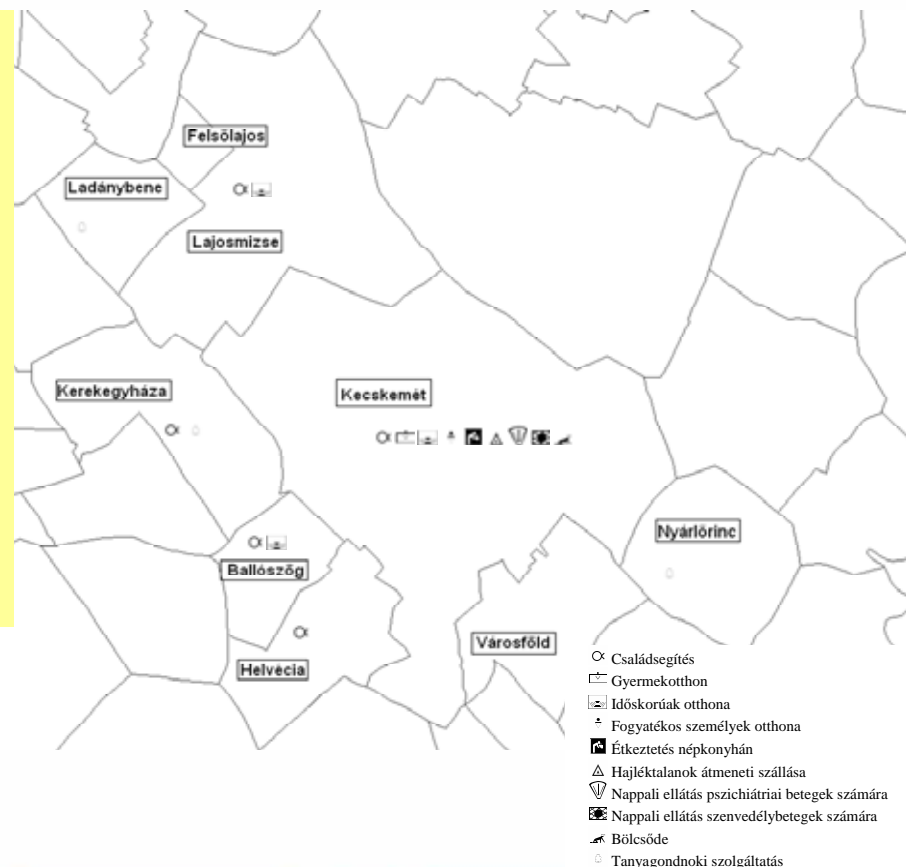 Felsőlajos
Ladánybene
Lajosmizse
Kerekegyháza
Kecskemét
Nyárlőrinc
Ballószög
Városföld
Helvécia
Családsegítés
Gyermekotthon
Időskorúak otthona
Fogyatékos személyek otthona
Étkeztetés népkonyhán
Hajléktalanok átmeneti szállása
Nappali ellátás pszichiátriai betegek számára
Nappali ellátás szenvedélybetegek számára
Bölcsőde
Tanyagondnoki szolgáltatás